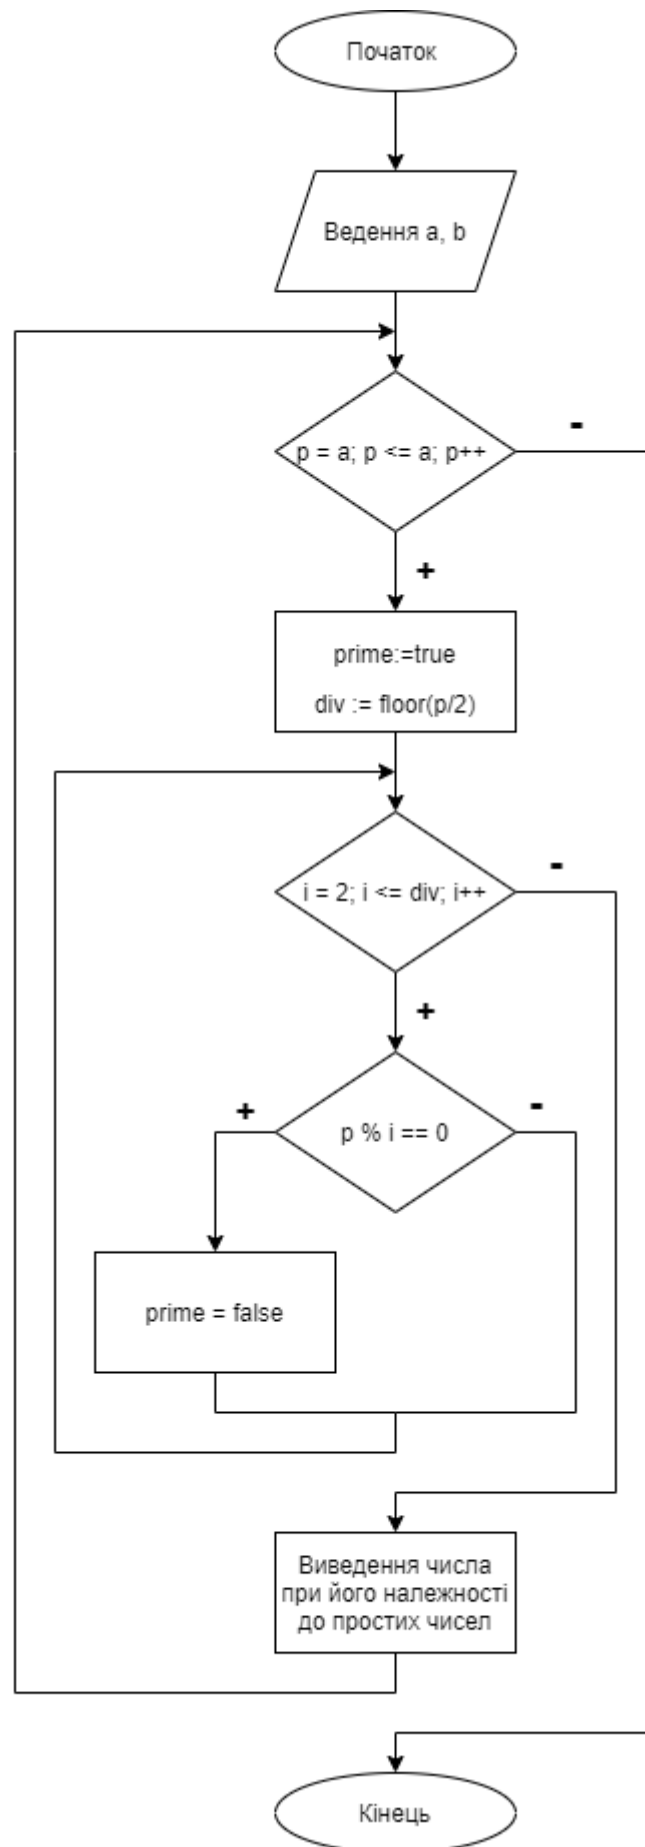 Початок
Ведення a, b
p = a; p <= a; p++
-
+
prime:=true
div := floor(p/2)
i = 2; i <= div; i++
-
+
p % i == 0
+
-
prime = false
Виведення числа
при його належності
до простих чисел
Кінець